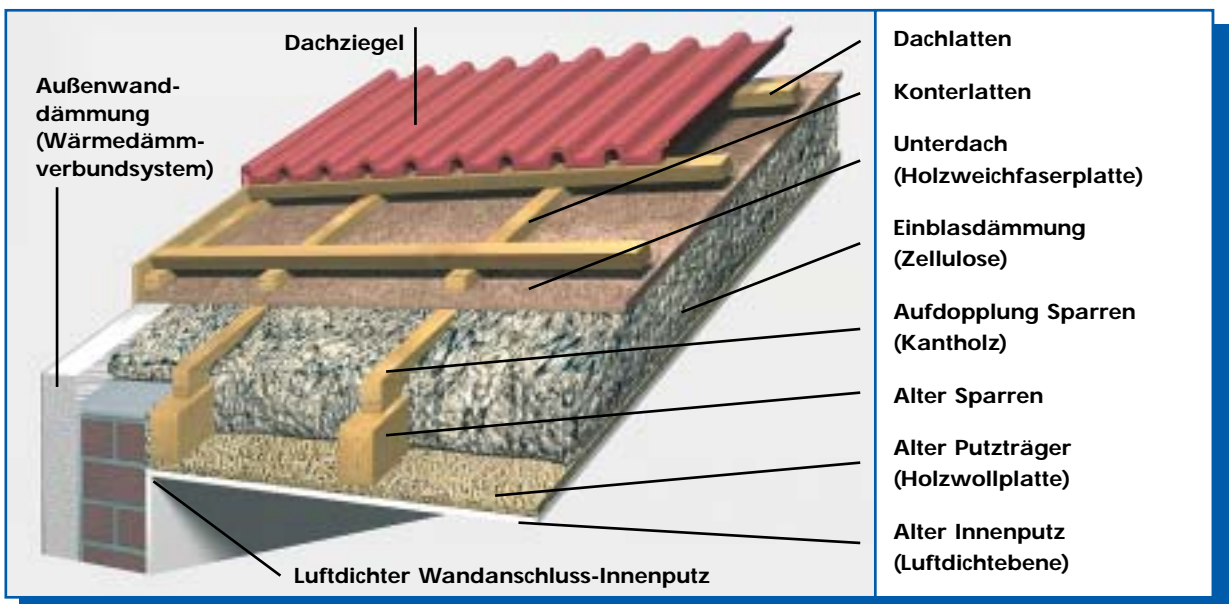 Dachziegel
Außenwand-
dämmung
(Wärmedämm-
verbundsystem)
Luftdichter Wandanschluss-Innenputz
Dachlatten
Konterlatten
Unterdach
(Holzweichfaserplatte)
Einblasdämmung
(Zellulose)
Aufdopplung Sparren
(Kantholz)
Alter Sparren
Alter Putzträger
(Holzwollplatte)
Alter Innenputz
(Luftdichtebene)